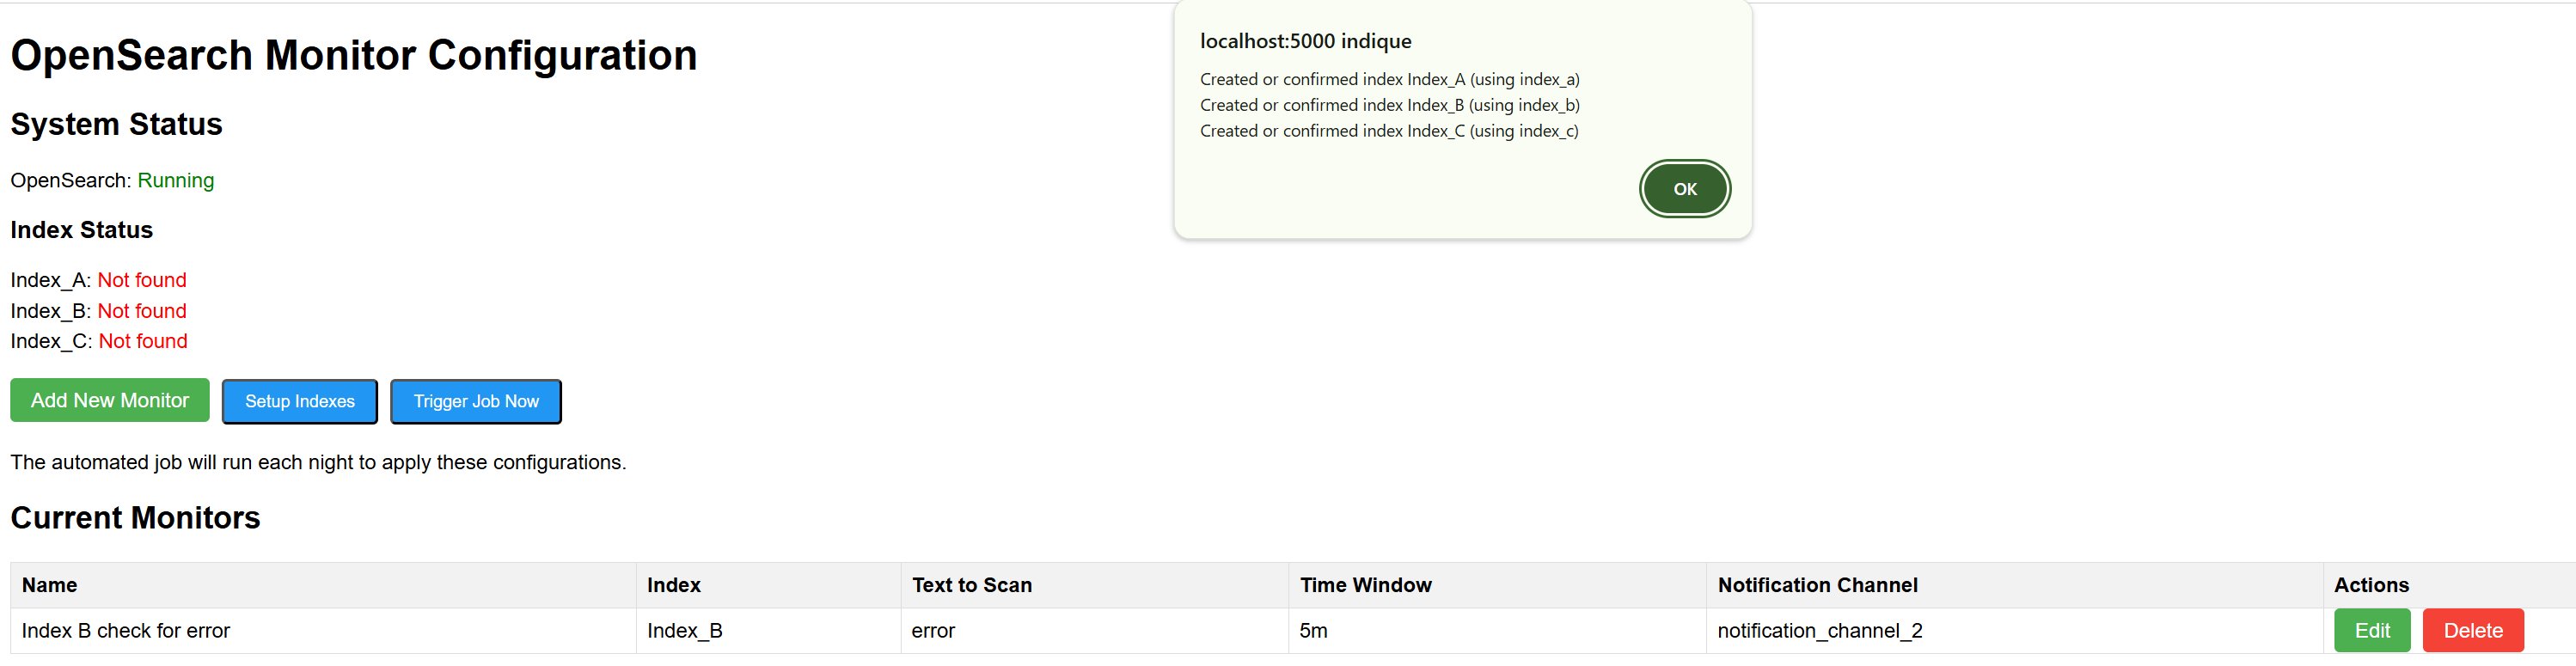 OpenSearch Monitor Configuration
System Status
OpenSearch: Running
Index Status
Index_A: Not found
Index_B: Not found
Index_C: Not found
Add New Monitor Setup Indexes Trigger Job Now
The automated job will run each night to apply these configurations.
Current Monitors
Name Index Text to Scan Time Window Notification Channel Actions
Index B check for error Index_B error 5m notification_channel_2 Edit Delete
localhost:5000 indique
Created or confirmed index Index_A (using index_a)
Created or confirmed index Index_B (using index_b)
Created or confirmed index Index_C (using index_c)
OK